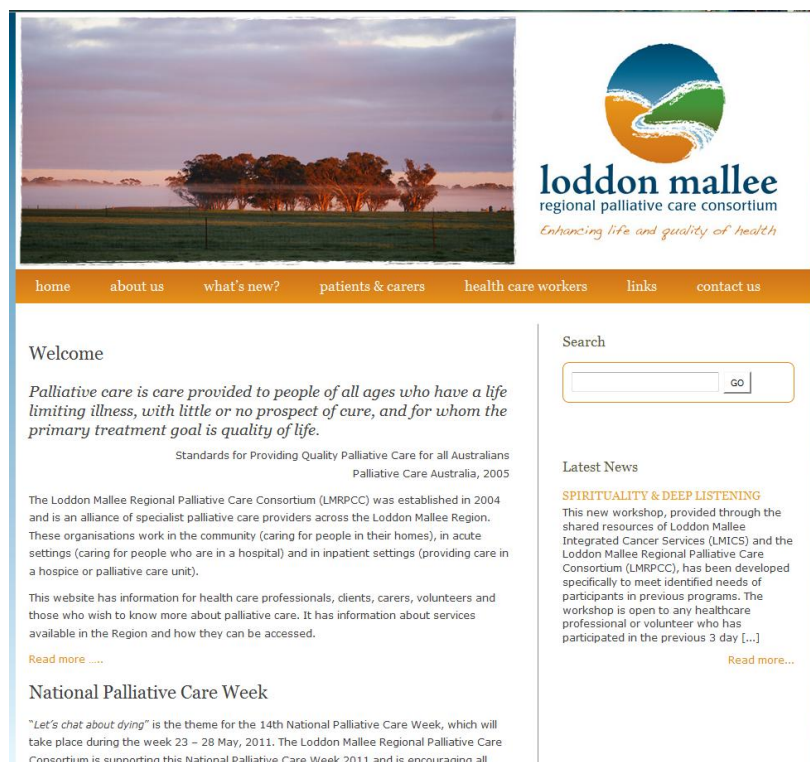 loddon mallee
regional palliative care consortium
Enhancing life and quality of health
home about us what's new? patients & carers health care workers links contact us
Welcome
Palliative care is care provided to people of all ages who have a life
limiting illness, with little or no prospect of cure, and for whom the
primary treatment goal is quality of life.
Standards for Providing Quality Palliative Care for all Australians
Palliative Care Australia, 2005
The Loddon Mallee Regional Palliative Care Consortium (LMRPCC) was established in 2004
and is an alliance of specialist palliative care providers across the Loddon Mallee Region.
These organisations work in the community (caring for people in their homes), in acute
settings (caring for people who are in a hospital) and in inpatient settings (providing care in
a hospice or palliative care unit).
This website has information for health care professionals, clients, carers, volunteers and
those who wish to know more about palliative care. It has information about services
available in the Region and how they can be accessed.
Read more .....
National Palliative Care Week
"Let's chat about dying" is the theme for the 14th National Palliative Care Week, which will
take place during the week 23 – 28 May, 2011. The Loddon Mallee Regional Palliative Care
Consortium is supporting this National Palliative Care Week 2011 and is encouraging all
Search
GO
Latest News
SPIRITUALITY & DEEP LISTENING
This new workshop, provided through the
shared resources of Loddon Mallee
Integrated Cancer Services (LMICS) and the
Loddon Mallee Regional Palliative Care
Consortium (LMRPCC), has been developed
specifically to meet identified needs of
participants in previous programs. The
workshop is open to any healthcare
professional or volunteer who has
participated in the previous 3 day [...]
Read more...